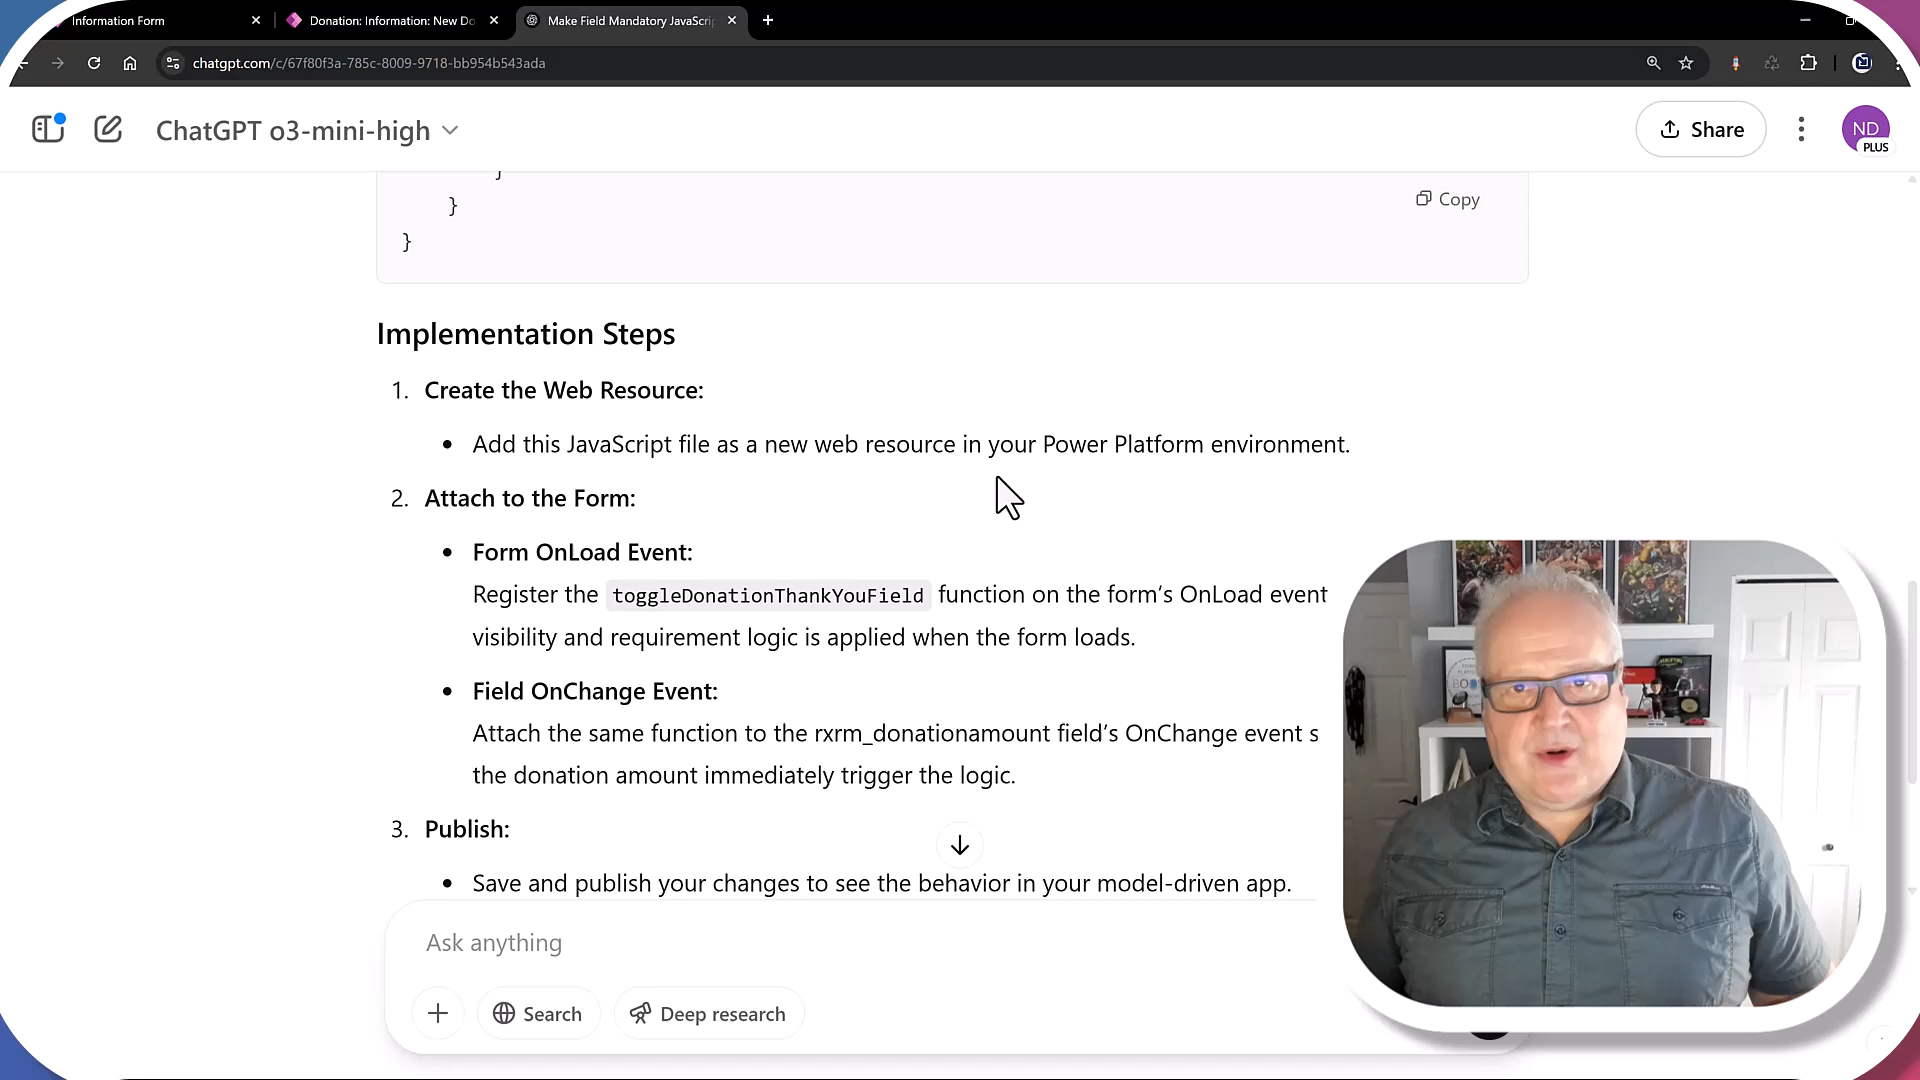 Information Form
Donation: Information: New Do
Make Field Mandatory JavaScrip
chatgpt.com/c/67f80f3a-785c-8009-9718-bb954b543ada
ChatGPT o3-mini-high
Share
ND
PLUS
}
}
}
Copy
Implementation Steps
1. Create the Web Resource:
• Add this JavaScript file as a new web resource in your Power Platform environment.
2. Attach to the Form:
• Form OnLoad Event:
Register the toggleDonationThankYouField function on the form's OnLoad event
visibility and requirement logic is applied when the form loads.
• Field OnChange Event:
Attach the same function to the rxrm_donationamount field's OnChange event s
the donation amount immediately trigger the logic.
3. Publish:
• Save and publish your changes to see the behavior in your model-driven app.
Ask anything
Search
Deep research